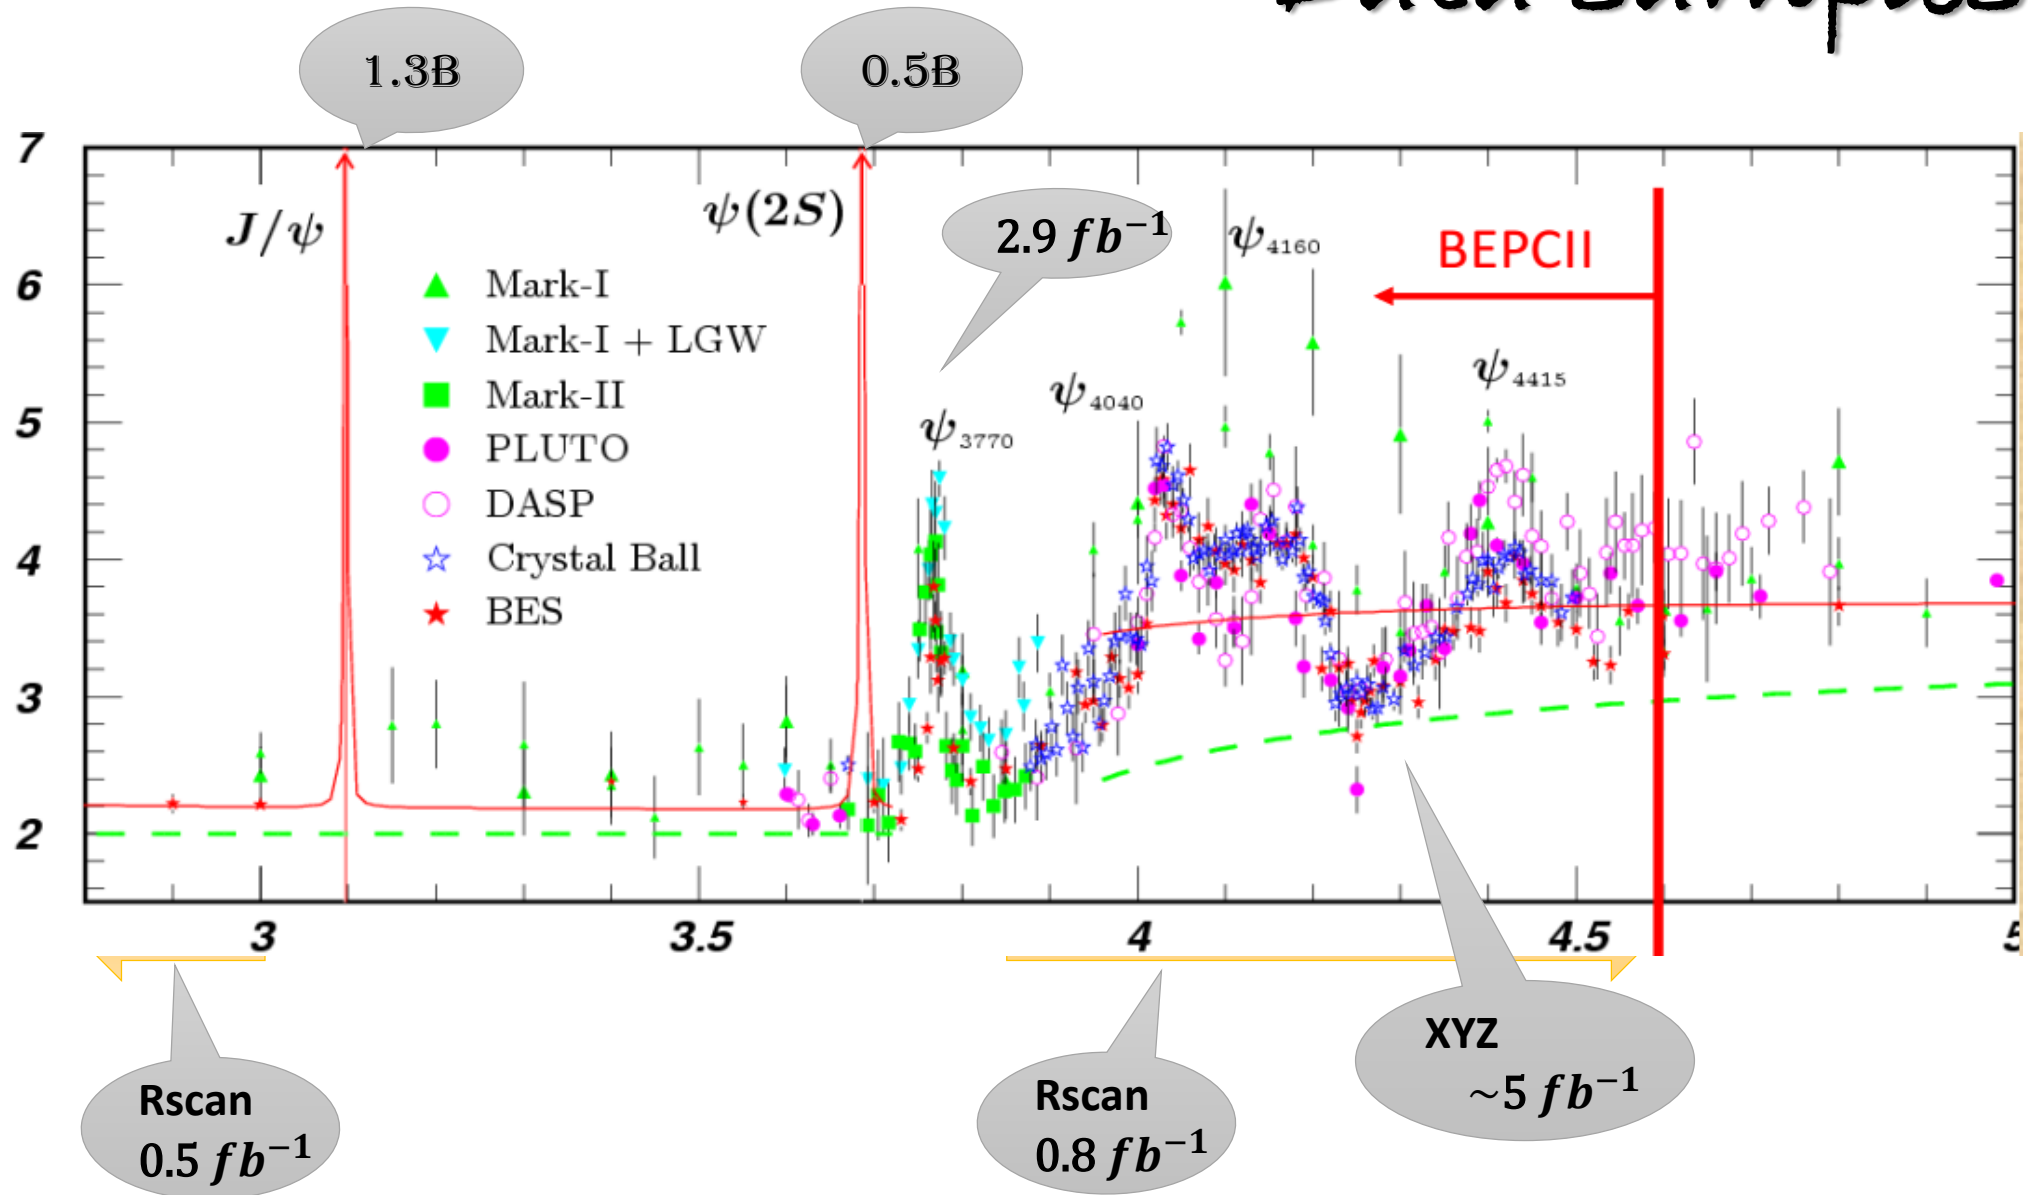 1.3B
0.5B
7
6
5
4
3
2
J/ψ
ψ(2S)
2.9 fb⁻¹
ψ₄₁₆₀
BEPCII
ψ₄₀₄₀
ψ₄₄₁₅
ψ₃₇₇₀
Mark-I
Mark-I + LGW
Mark-II
PLUTO
DASP
Crystal Ball
BES
3
3.5
4
4.5
5
Rscan
0.5 fb⁻¹
Rscan
0.8 fb⁻¹
XYZ
~5 fb⁻¹